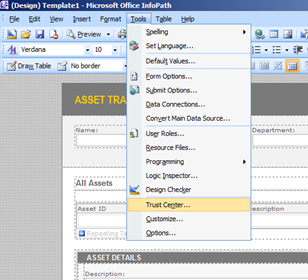 (Design) Template1 - Microsoft Office InfoPath
File Edit View Insert Format Tools Table Help
Verdana 10
Draw Table No border
Spelling
Set Language...
Default Values...
Form Options...
Submit Options...
Data Connections...
Convert Main Data Source...
User Roles...
Resource Files...
Programming
Logic Inspector...
Design Checker
Trust Center...
Customize...
Options...
ASSET TRA
Name: Department:
All Assets
Asset ID escription
Repeating Ta
ASSET DETAILS
Description: